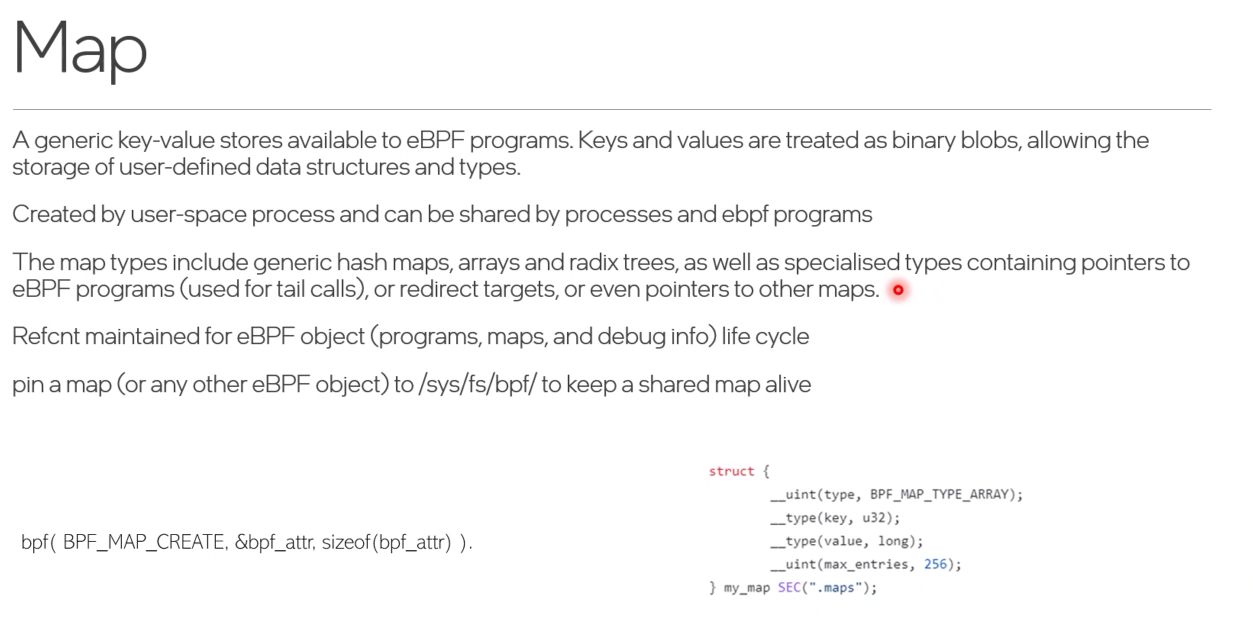 Map
A generic key-value stores available to eBPF programs. Keys and values are treated as binary blobs, allowing the
storage of user-defined data structures and types.
Created by user-space process and can be shared by processes and ebpf programs
The map types include generic hash maps, arrays and radix trees, as well as specialised types containing pointers to
eBPF programs (used for tail calls), or redirect targets, or even pointers to other maps.
Refcnt maintained for eBPF object (programs, maps, and debug info) life cycle
pin a map (or any other eBPF object) to /sys/fs/bpf/ to keep a shared map alive
bpf( BPF_MAP_CREATE, &bpf_attr, sizeof(bpf_attr) ).
struct {
__uint(type, BPF_MAP_TYPE_ARRAY);
__type(key, u32);
__type(value, long);
__uint(max_entries, 256);
} my_map SEC(".maps");